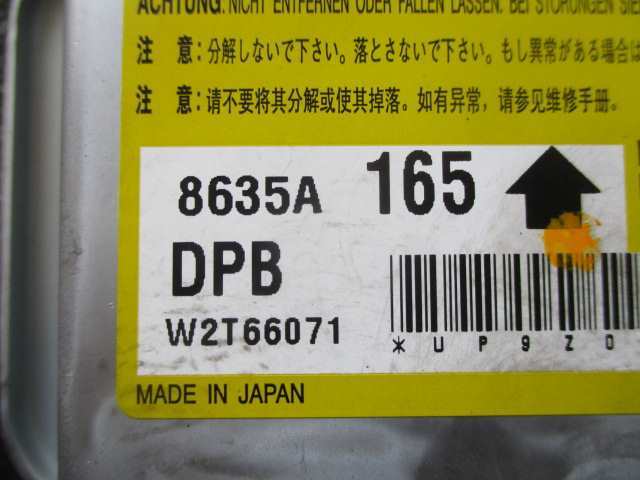 ACHTUNG: NICHT ENTFERNEN ODER FALLEN LASSEN. BEI STÖRUNGEN SIE
注 意：分解しないで下さい。落とさないで下さい。もし異常がある場合は
注 意：请不要将其分解或使其掉落。如有异常，请参见维修手册.
8635A 165
DPB
W2T66071
*UP9Z0
MADE IN JAPAN